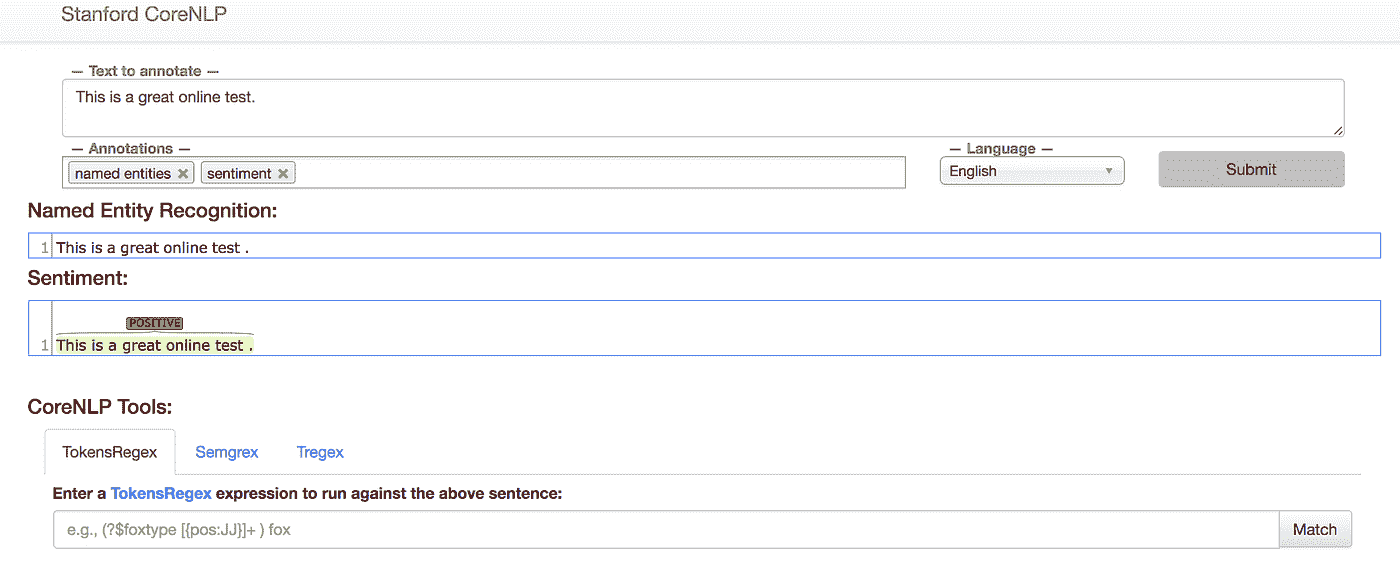 Stanford CoreNLP
— Text to annotate —
This is a great online test.
— Annotations —
named entities ×
sentiment ×
— Language —
English
Submit
Named Entity Recognition:
1 This is a great online test .
Sentiment:
POSITIVE
1 This is a great online test .
CoreNLP Tools:
TokensRegex Semgrex Tregex
Enter a TokensRegex expression to run against the above sentence:
e.g., (?$foxtype [{pos:JJ}]+ ) fox
Match